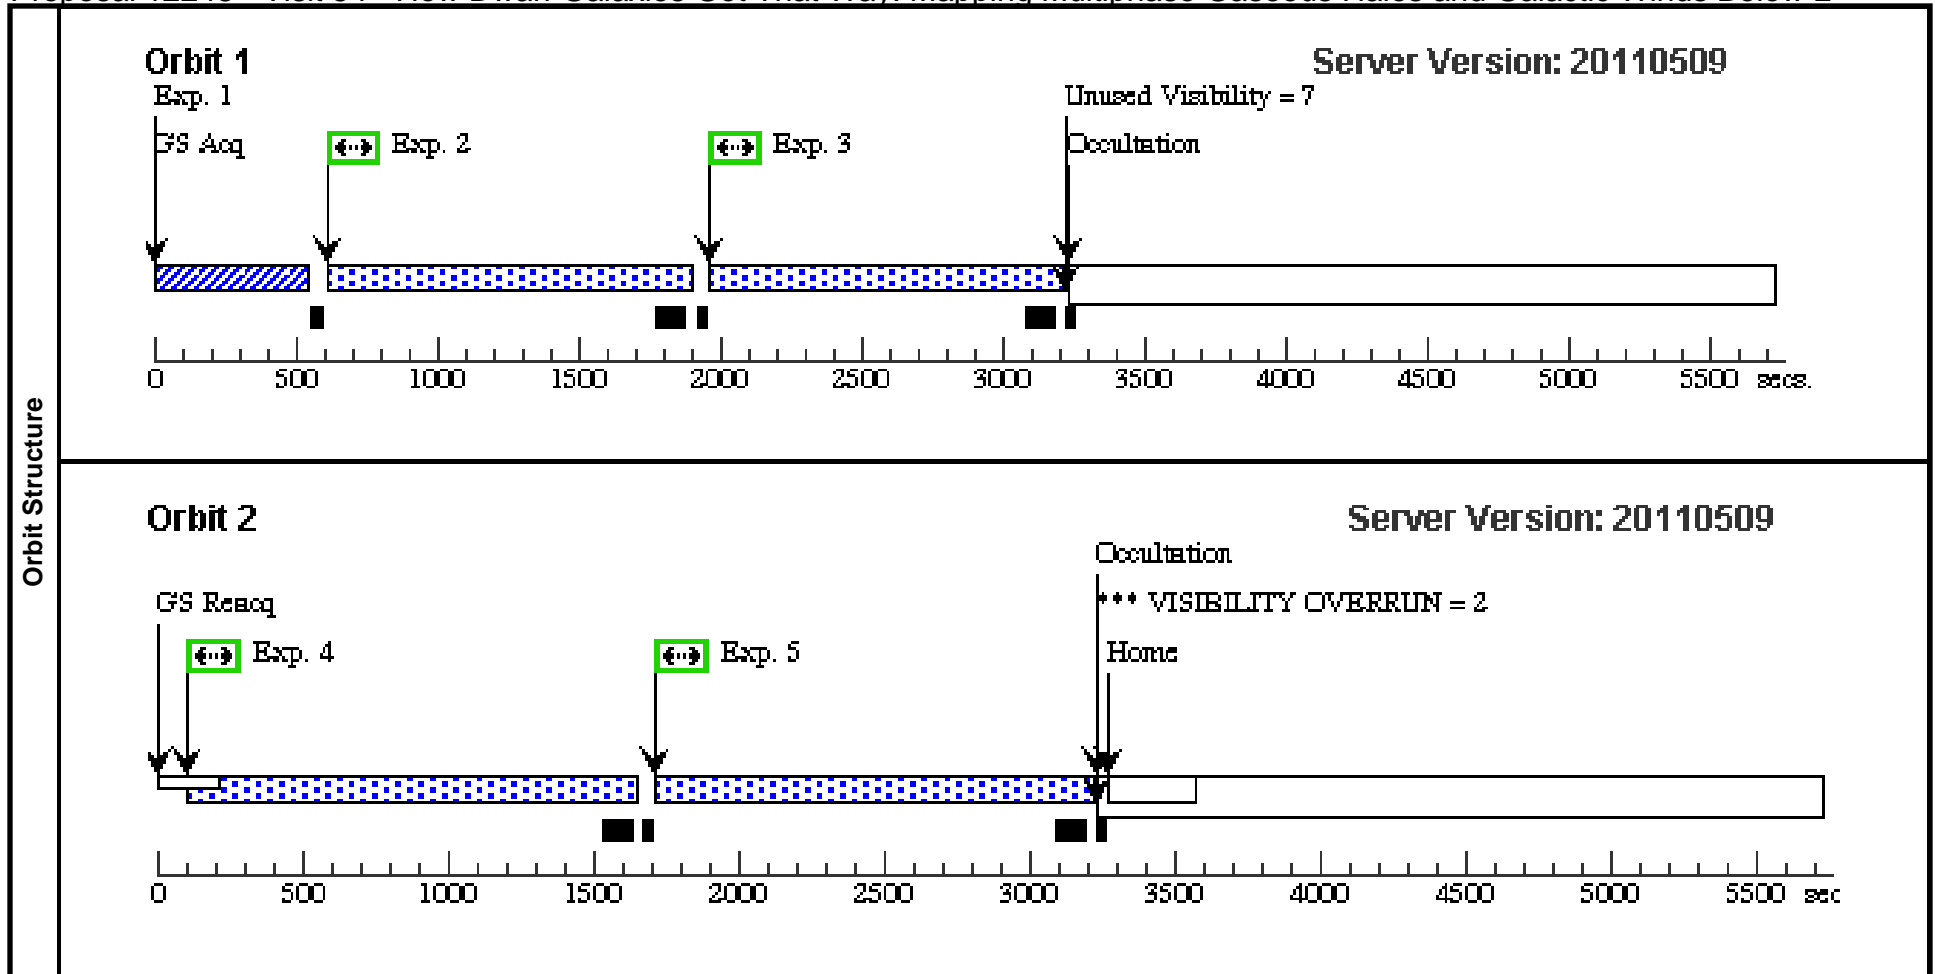 Orbit Structure
Orbit 1
Server Version: 20110509
Exp. 1
Unused Visibility = 7
GS Acq
Exp. 2
Exp. 3
Occultation
0 500 1000 1500 2000 2500 3000 3500 4000 4500 5000 5500 secs.
Orbit 2
Server Version: 20110509
Occultation
GS Reacq
*** VISIBILITY OVERRUN = 2
Exp. 4
Exp. 5
Home
0 500 1000 1500 2000 2500 3000 3500 4000 4500 5000 5500 sec